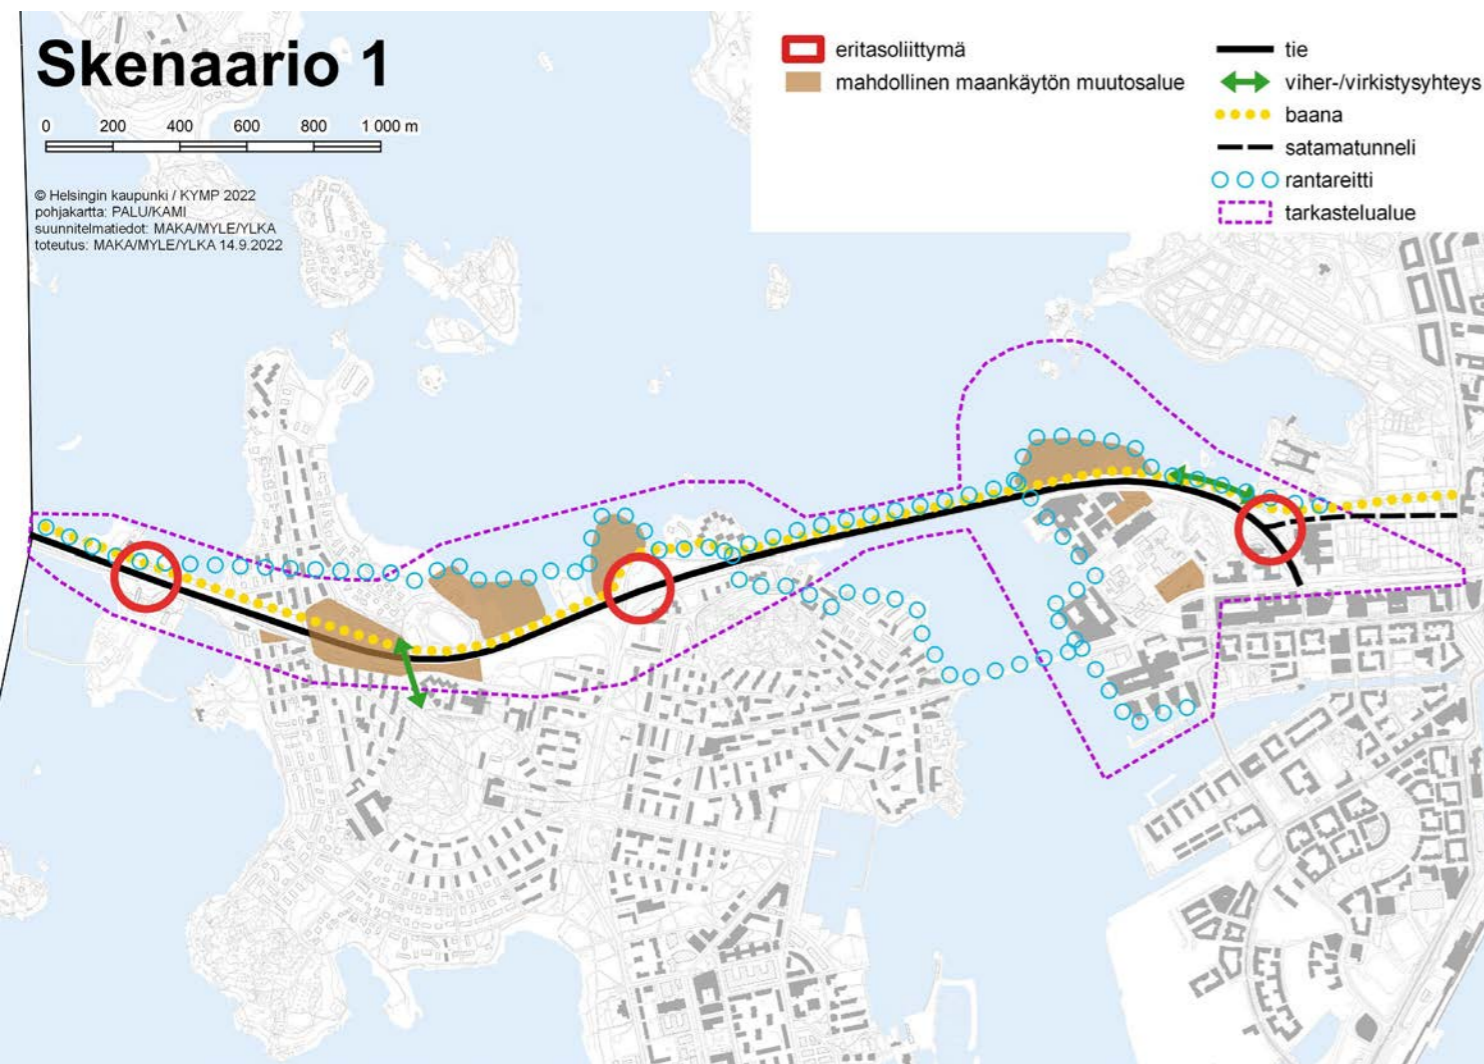 Skenaario 1
0 200 400 600 800 1 000 m
© Helsingin kaupunki / KYMP 2022
pohjakartta: PALU/KAMI
suunnitelmatiedot: MAKA/MYLE/YLKA
toteutus: MAKA/MYLE/YLKA 14.9.2022
eritasoliittymä
mahdollinen maankäytön muutosalue
tie
viher-/virkistysyhteys
baana
satamatunneli
rantareitti
tarkastelualue